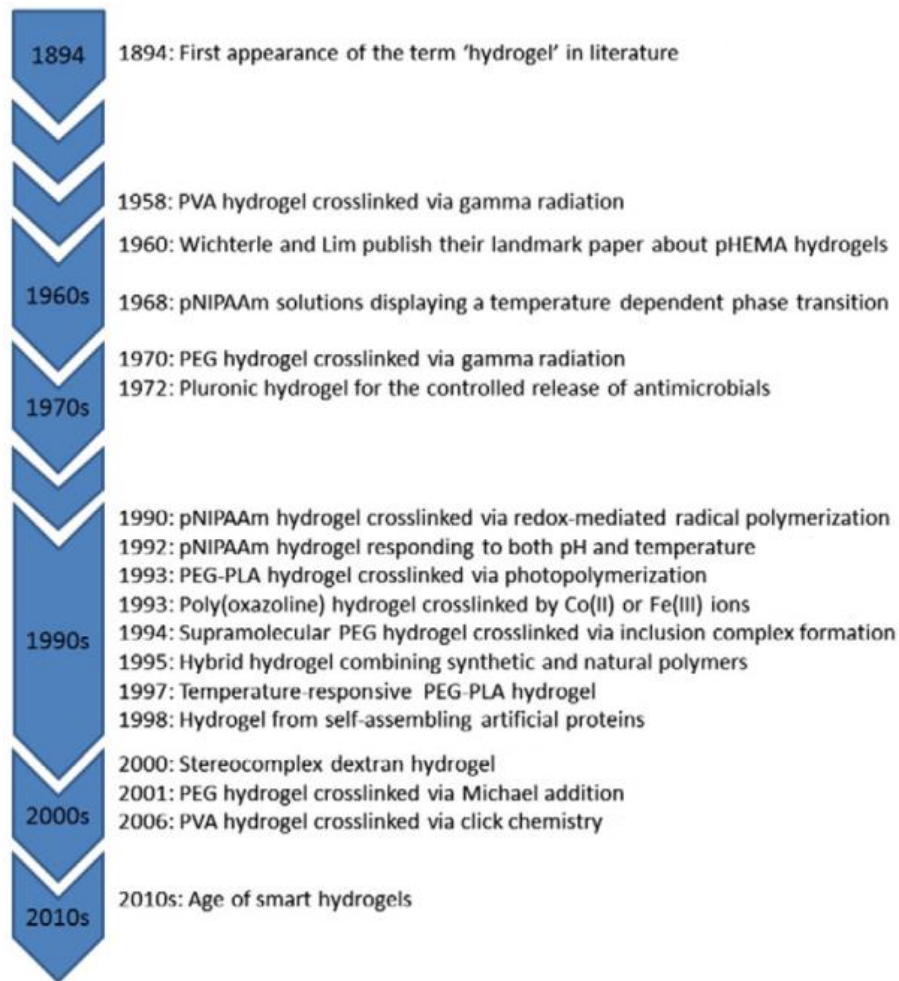 1894
1894: First appearance of the term ‘hydrogel’ in literature
1958: PVA hydrogel crosslinked via gamma radiation
1960: Wichterle and Lim publish their landmark paper about pHEMA hydrogels
1960s
1968: pNIPAAm solutions displaying a temperature dependent phase transition
1970: PEG hydrogel crosslinked via gamma radiation
1972: Pluronic hydrogel for the controlled release of antimicrobials
1970s
1990: pNIPAAm hydrogel crosslinked via redox-mediated radical polymerization
1992: pNIPAAm hydrogel responding to both pH and temperature
1993: PEG-PLA hydrogel crosslinked via photopolymerization
1993: Poly(oxazoline) hydrogel crosslinked by Co(II) or Fe(III) ions
1994: Supramolecular PEG hydrogel crosslinked via inclusion complex formation
1990s
1995: Hybrid hydrogel combining synthetic and natural polymers
1997: Temperature-responsive PEG-PLA hydrogel
1998: Hydrogel from self-assembling artificial proteins
2000: Stereocomplex dextran hydrogel
2001: PEG hydrogel crosslinked via Michael addition
2000s
2006: PVA hydrogel crosslinked via click chemistry
2010s: Age of smart hydrogels
2010s